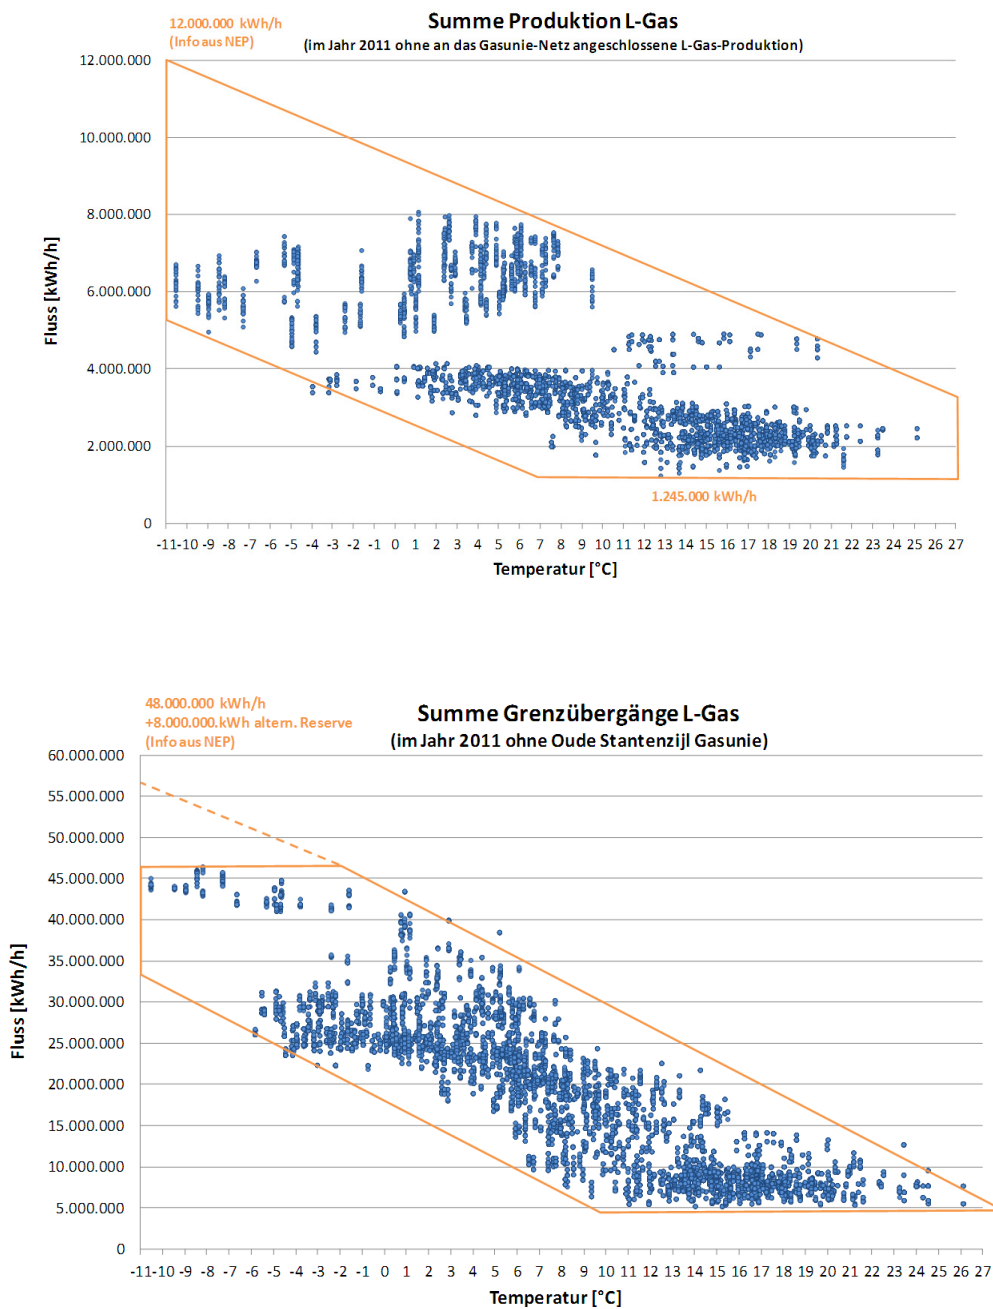 12.000.000 kWh/h
(Info aus NEP)
Summe Produktion L-Gas
(im Jahr 2011 ohne an das Gasunie-Netz angeschlossene L-Gas-Produktion)
12.000.000
10.000.000
8.000.000
6.000.000
4.000.000
2.000.000
0
Fluss [kWh/h]
1.245.000 kWh/h
-11 -10 -9 -8 -7 -6 -5 -4 -3 -2 -1 0 1 2 3 4 5 6 7 8 9 10 11 12 13 14 15 16 17 18 19 20 21 22 23 24 25 26 27
Temperatur [°C]
48.000.000 kWh/h
+8.000.000.kWh altern. Reserve
(Info aus NEP)
Summe Grenzübergänge L-Gas
(im Jahr 2011 ohne Oude Stantenzijl Gasunie)
60.000.000
55.000.000
50.000.000
45.000.000
40.000.000
35.000.000
30.000.000
25.000.000
20.000.000
15.000.000
10.000.000
5.000.000
0
Fluss [kWh/h]
-11 -10 -9 -8 -7 -6 -5 -4 -3 -2 -1 0 1 2 3 4 5 6 7 8 9 10 11 12 13 14 15 16 17 18 19 20 21 22 23 24 25 26 27
Temperatur [°C]